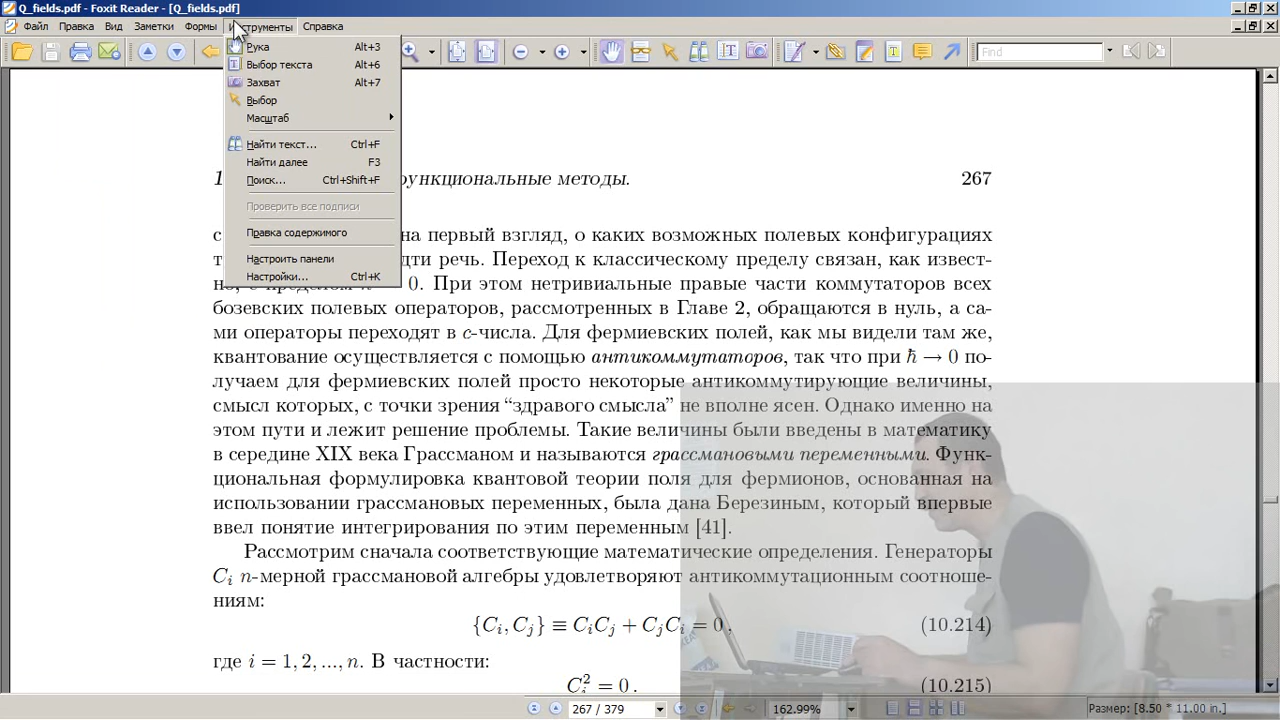 Q_fields.pdf - Foxit Reader - [Q_fields.pdf]
Файл Правка Вид Заметки Формы Инструменты Справка
Find
Рука Alt+3
Выбор текста Alt+6
Захват Alt+7
Выбор
Масштаб
Найти текст... Ctrl+F
Найти далее F3
Поиск... Ctrl+Shift+F
Проверить все подписи
Правка содержимого
Настроить панели
Настройки... Ctrl+K
методы. 267
на первый взгляд, о каких возможных полевых конфигурациях
речь. Переход к классическому пределу связан, как извест-
0. При этом нетривиальные правые части коммутаторов всех
бозевских полевых операторов, рассмотренных в Главе 2, обращаются в нуль, а са-
ми операторы переходят в c-числа. Для фермиевских полей, как мы видели там же,
квантование осуществляется с помощью антикоммутаторов, так что при ℏ → 0 по-
лучаем для фермиевских полей просто некоторые антикоммутирующие величины,
смысл которых, с точки зрения “здравого смысла” не вполне ясен. Однако именно на
этом пути и лежит решение проблемы. Такие величины были введены в математику
в середине XIX века Грассманом и называются грассмановыми переменными. Функ-
циональная формулировка квантовой теории поля для фермионов, основанная на
использовании грассмановых переменных, была дана Березиным, который впервые
ввел понятие интегрирования по этим переменным [41].
Рассмотрим сначала соответствующие математические определения. Генераторы
C_i n-мерной грассмановой алгебры удовлетворяют антикоммутационным соотноше-
ниям:
{C_i, C_j} ≡ C_iC_j + C_jC_i = 0, (10.214)
где i = 1, 2, ..., n. В частности:
C_i^2 = 0. (10.215)
267 / 379 162.99% Размер: [8.50 * 11.00 in.]